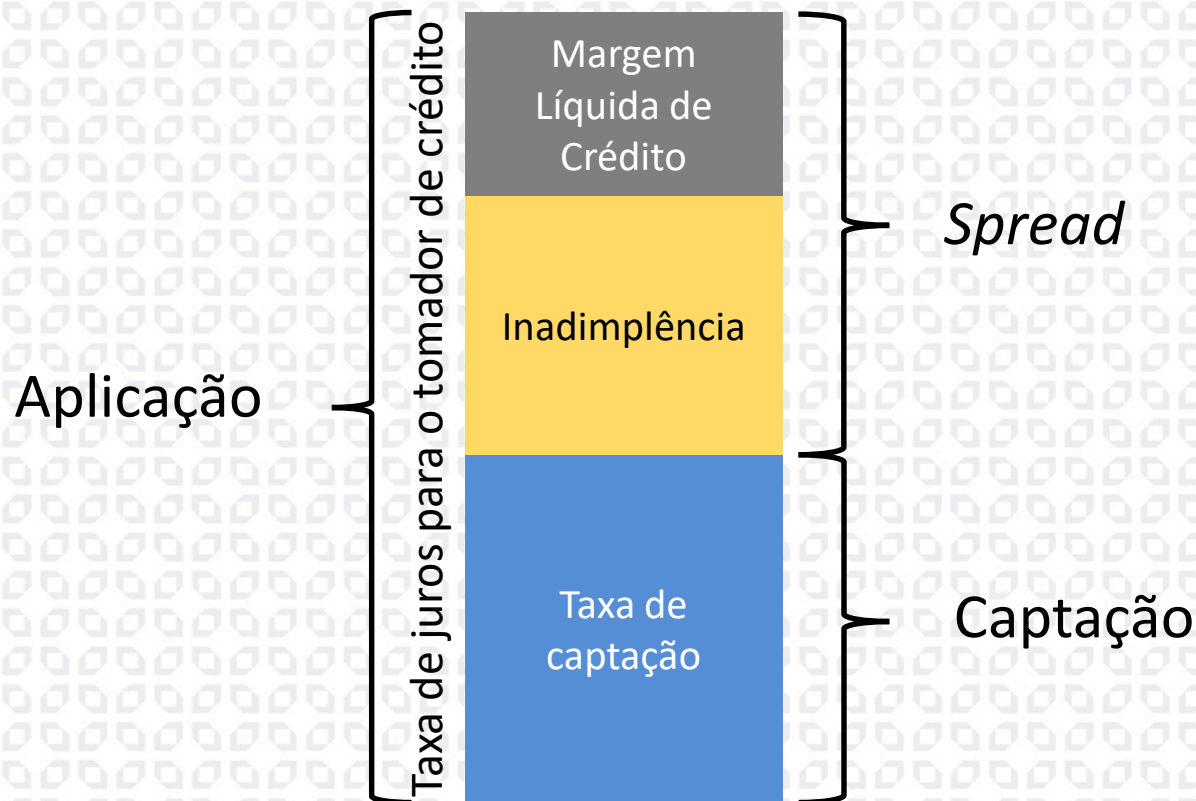 Aplicação
Taxa de juros para o tomador de crédito
Margem
Líquida de
Crédito
Inadimplência
Taxa de
captação
Spread
Captação